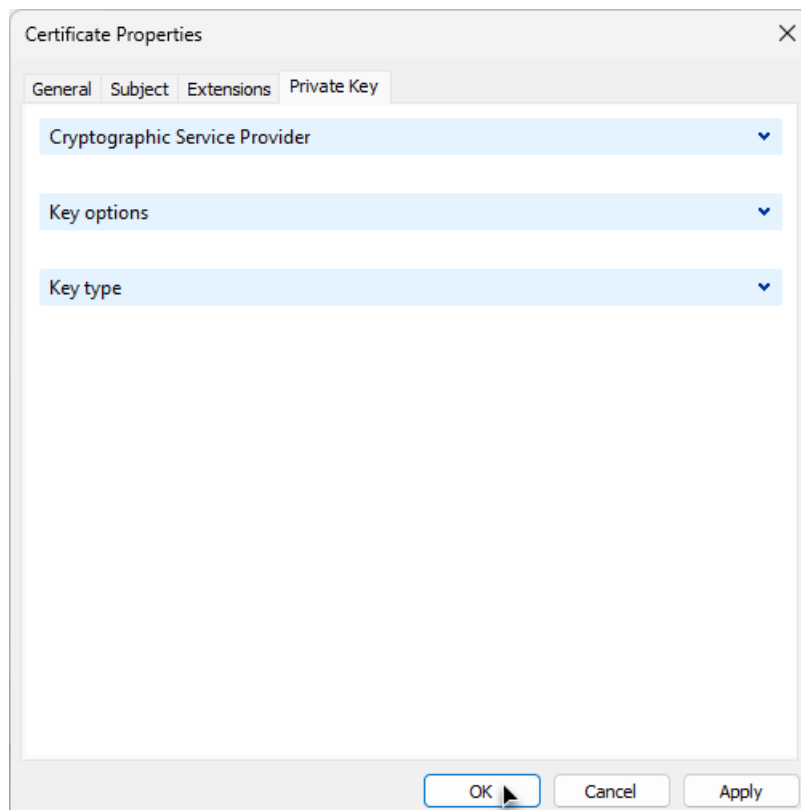 Certificate Properties
General Subject Extensions Private Key
Cryptographic Service Provider
Key options
Key type
OK Cancel Apply